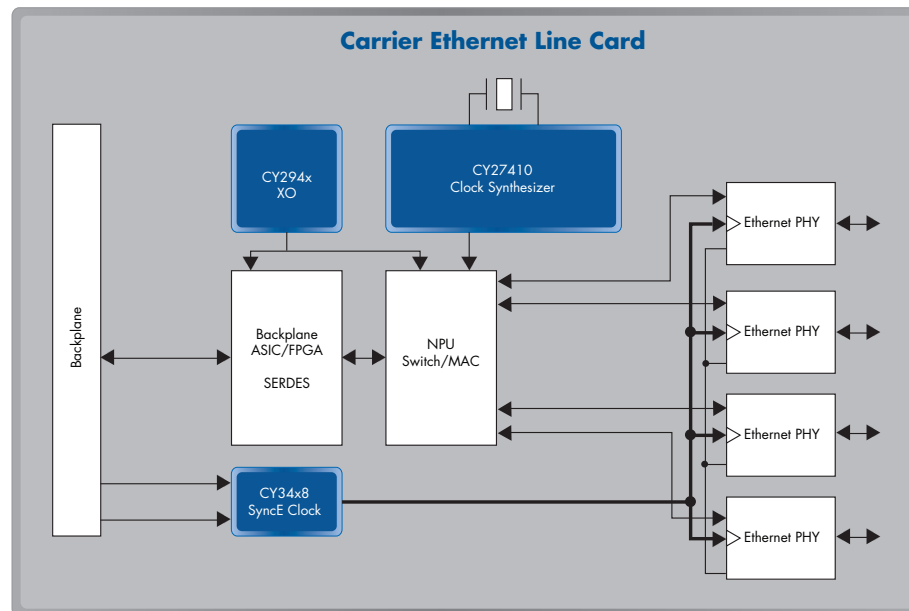 Carrier Ethernet Line Card
CY294x
XO
CY27410
Clock Synthesizer
Backplane
Backplane
ASIC/FPGA
SERDES
NPU
Switch/MAC
CY34x8
SyncE Clock
Ethernet PHY
Ethernet PHY
Ethernet PHY
Ethernet PHY